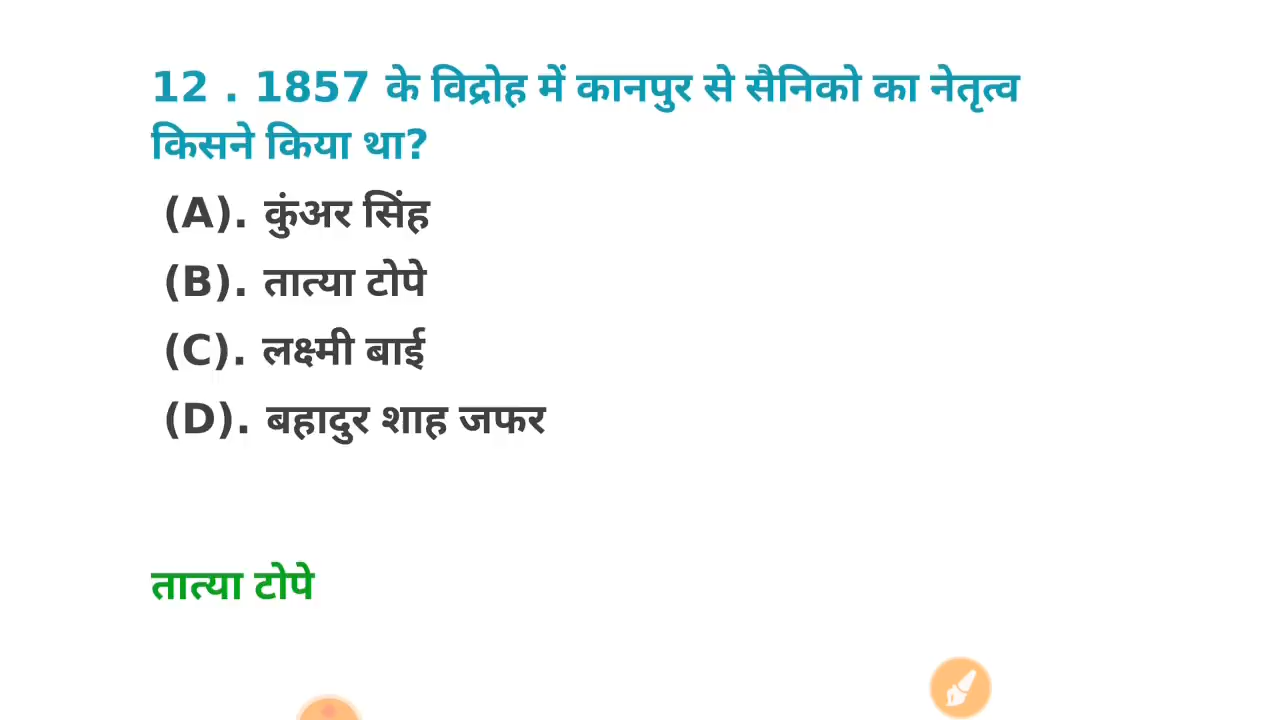 12 . 1857 के विद्रोह में कानपुर से सैनिको का नेतृत्व
किसने किया था?
(A). कुंअर सिंह
(B). तात्या टोपे
(C). लक्ष्मी बाई
(D). बहादुर शाह जफर
तात्या टोपे